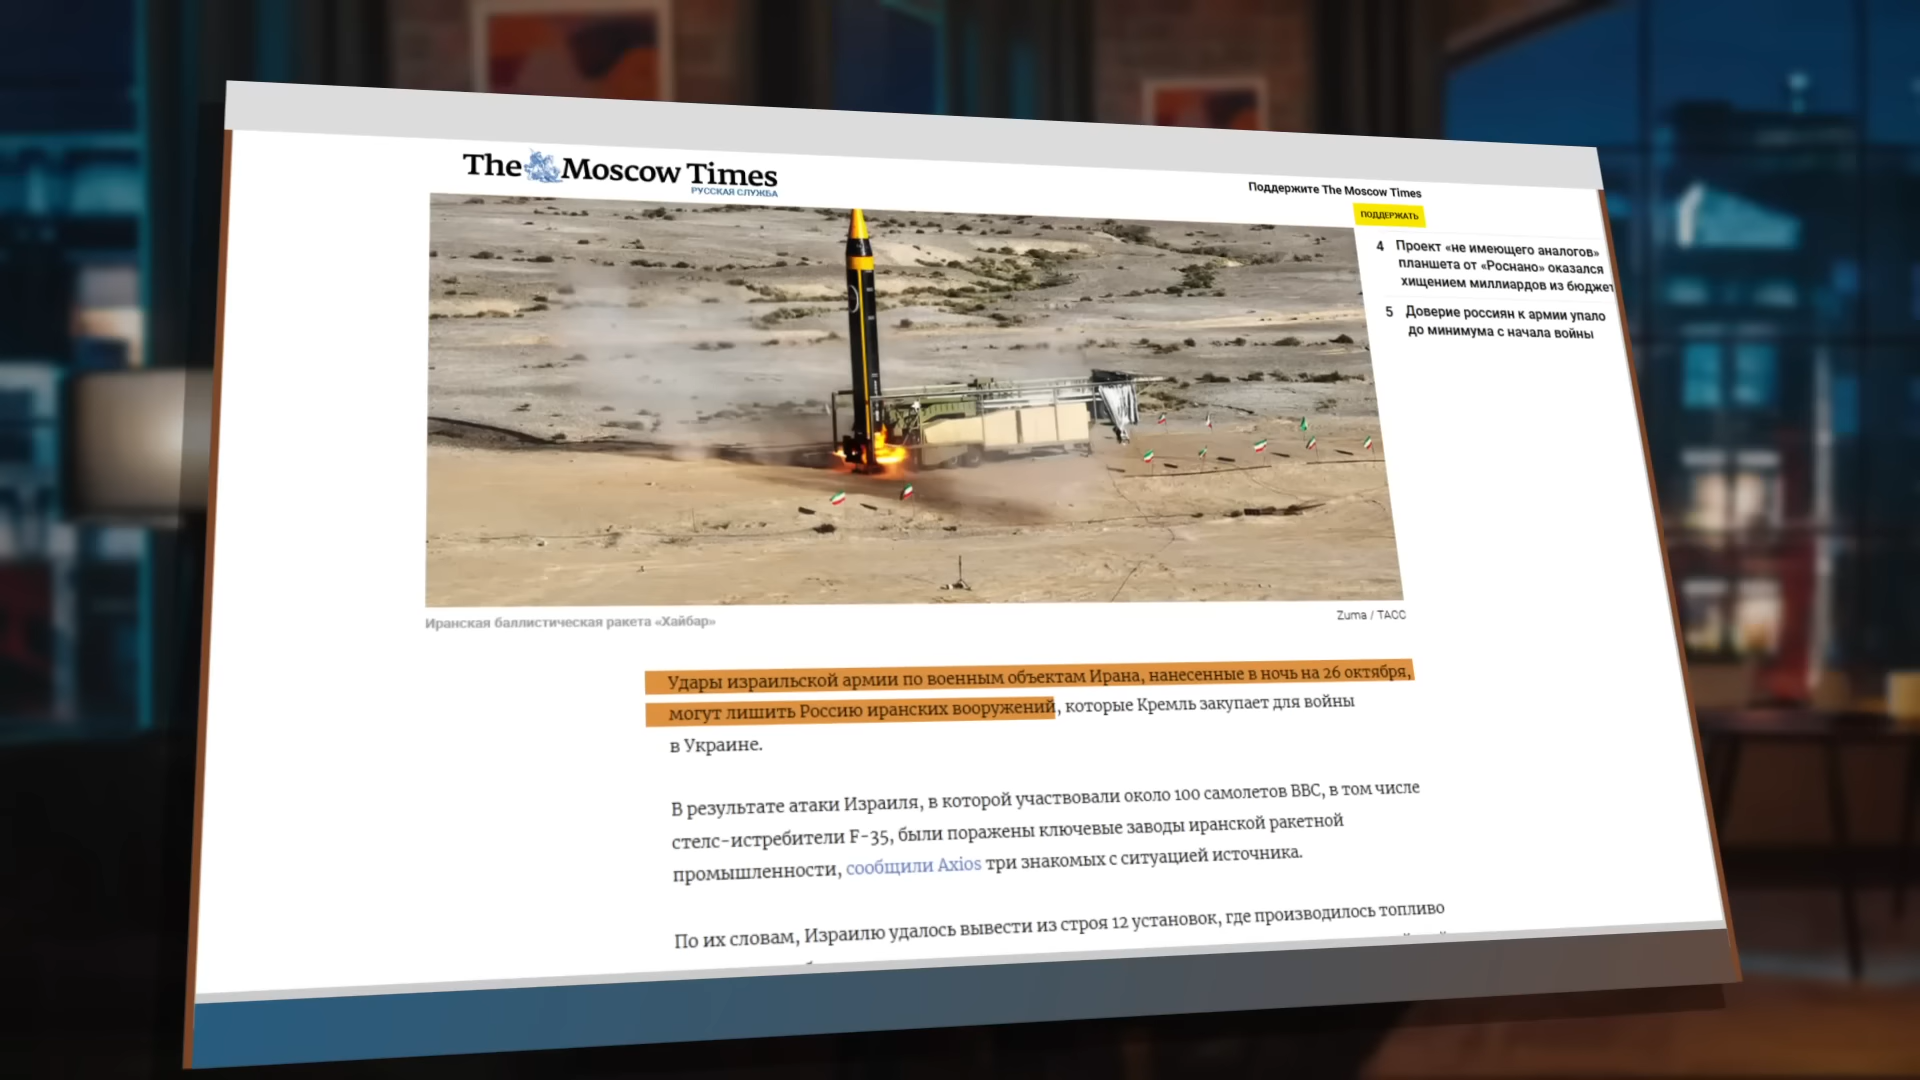 The Moscow Times
РУССКАЯ СЛУЖБА
Поддержите The Moscow Times
ПОДДЕРЖАТЬ
4 Проект «не имеющего аналогов»
планшета от «Роснано» оказался
хищением миллиардов из бюджет
5 Доверие россиян к армии упало
до минимума с начала войны
Иранская баллистическая ракета «Хайбар»
Zuma / ТАСС
Удары израильской армии по военным объектам Ирана, нанесенные в ночь на 26 октября,
могут лишить Россию иранских вооружений, которые Кремль закупает для войны
в Украине.
В результате атаки Израиля, в которой участвовали около 100 самолетов ВВС, в том числе
стелс-истребители F-35, были поражены ключевые заводы иранской ракетной
промышленности, сообщили Axios три знакомых с ситуацией источника.
По их словам, Израилю удалось вывести из строя 12 установок, где производилось топливо